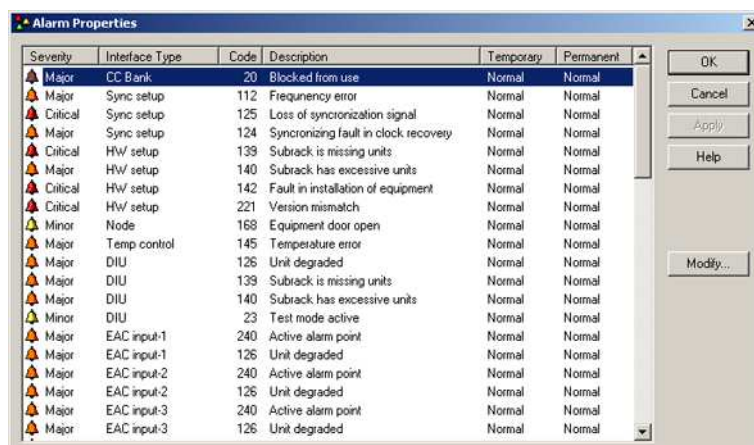 Alarm Properties
Severity Interface Type Code Description Temporary Permanent
Major CC Bank 20 Blocked from use Normal Normal
Major Sync setup 112 Frequnency error Normal Normal
Critical Sync setup 125 Loss of syncronization signal Normal Normal
Major Sync setup 124 Syncronizing fault in clock recovery Normal Normal
Critical HW setup 139 Subrack is missing units Normal Normal
Major HW setup 140 Subrack has excessive units Normal Normal
Critical HW setup 142 Fault in installation of equipment Normal Normal
Critical HW setup 221 Version mismatch Normal Normal
Minor Node 168 Equipment door open Normal Normal
Major Temp control 145 Temperature error Normal Normal
Major DIU 126 Unit degraded Normal Normal
Major DIU 139 Subrack is missing units Normal Normal
Major DIU 140 Subrack has excessive units Normal Normal
Minor DIU 23 Test mode active Normal Normal
Major EAC input-1 240 Active alarm point Normal Normal
Major EAC input-1 126 Unit degraded Normal Normal
Major EAC input-2 240 Active alarm point Normal Normal
Major EAC input-2 126 Unit degraded Normal Normal
Major EAC input-3 240 Active alarm point Normal Normal
Major EAC input-3 126 Unit degraded Normal Normal
OK
Cancel
Apply
Help
Modify...